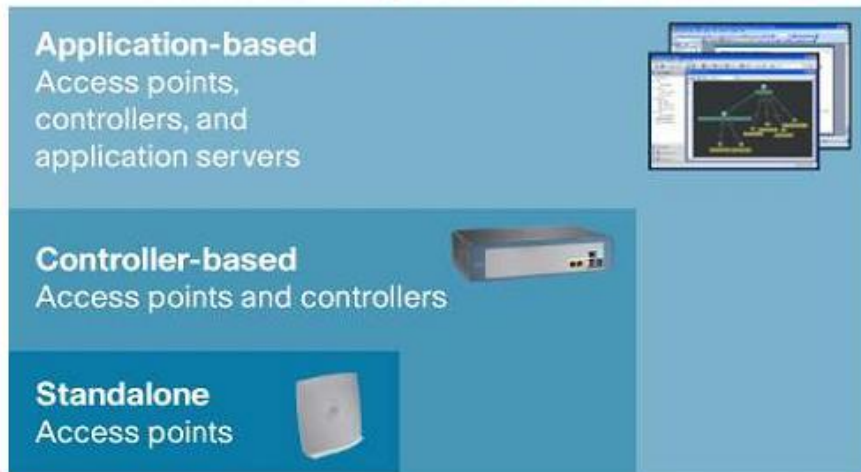 Application-based
Access points,
controllers, and
application servers
Controller-based
Access points and controllers
Standalone
Access points